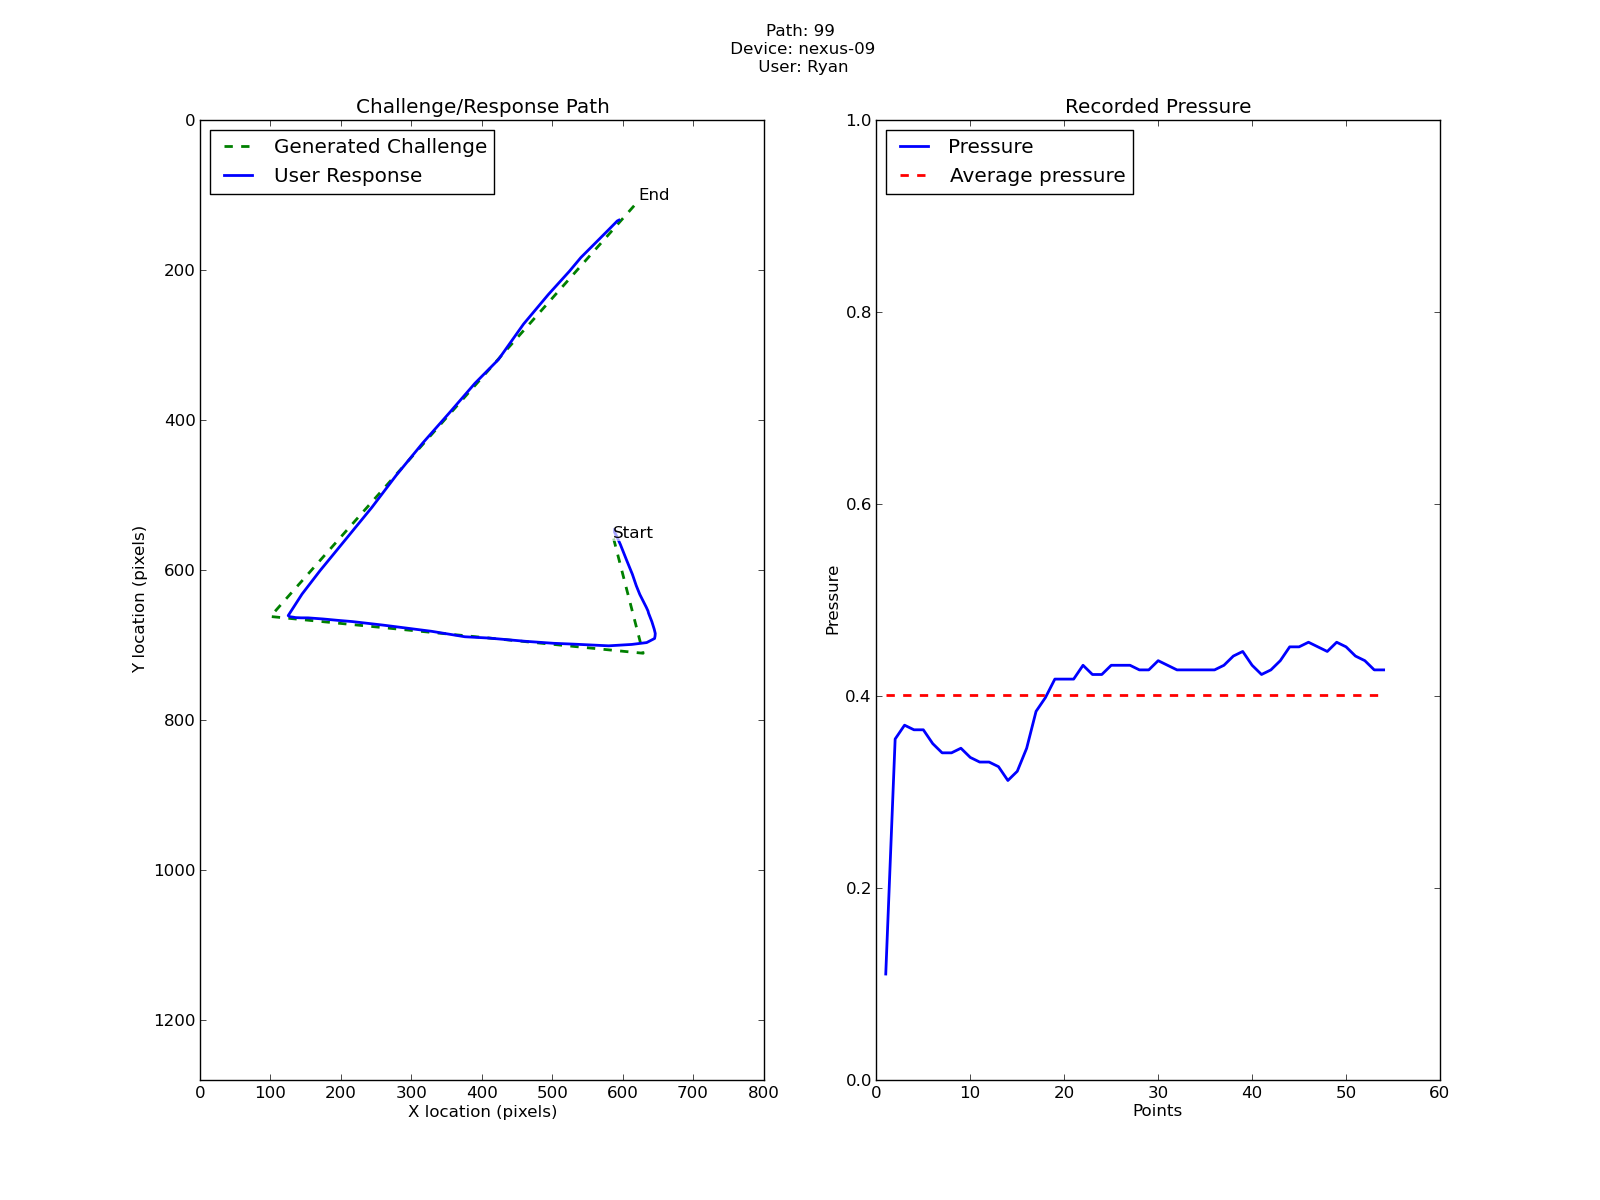 Path: 99
Device: nexus-09
User: Ryan
Challenge/Response Path
Generated Challenge
User Response
End
Start
0
200
400
600
800
1000
1200
Y location (pixels)
0 100 200 300 400 500 600 700 800
X location (pixels)
Recorded Pressure
Pressure
Average pressure
1.0
0.8
0.6
0.4
0.2
0.0
Pressure
0 10 20 30 40 50 60
Points